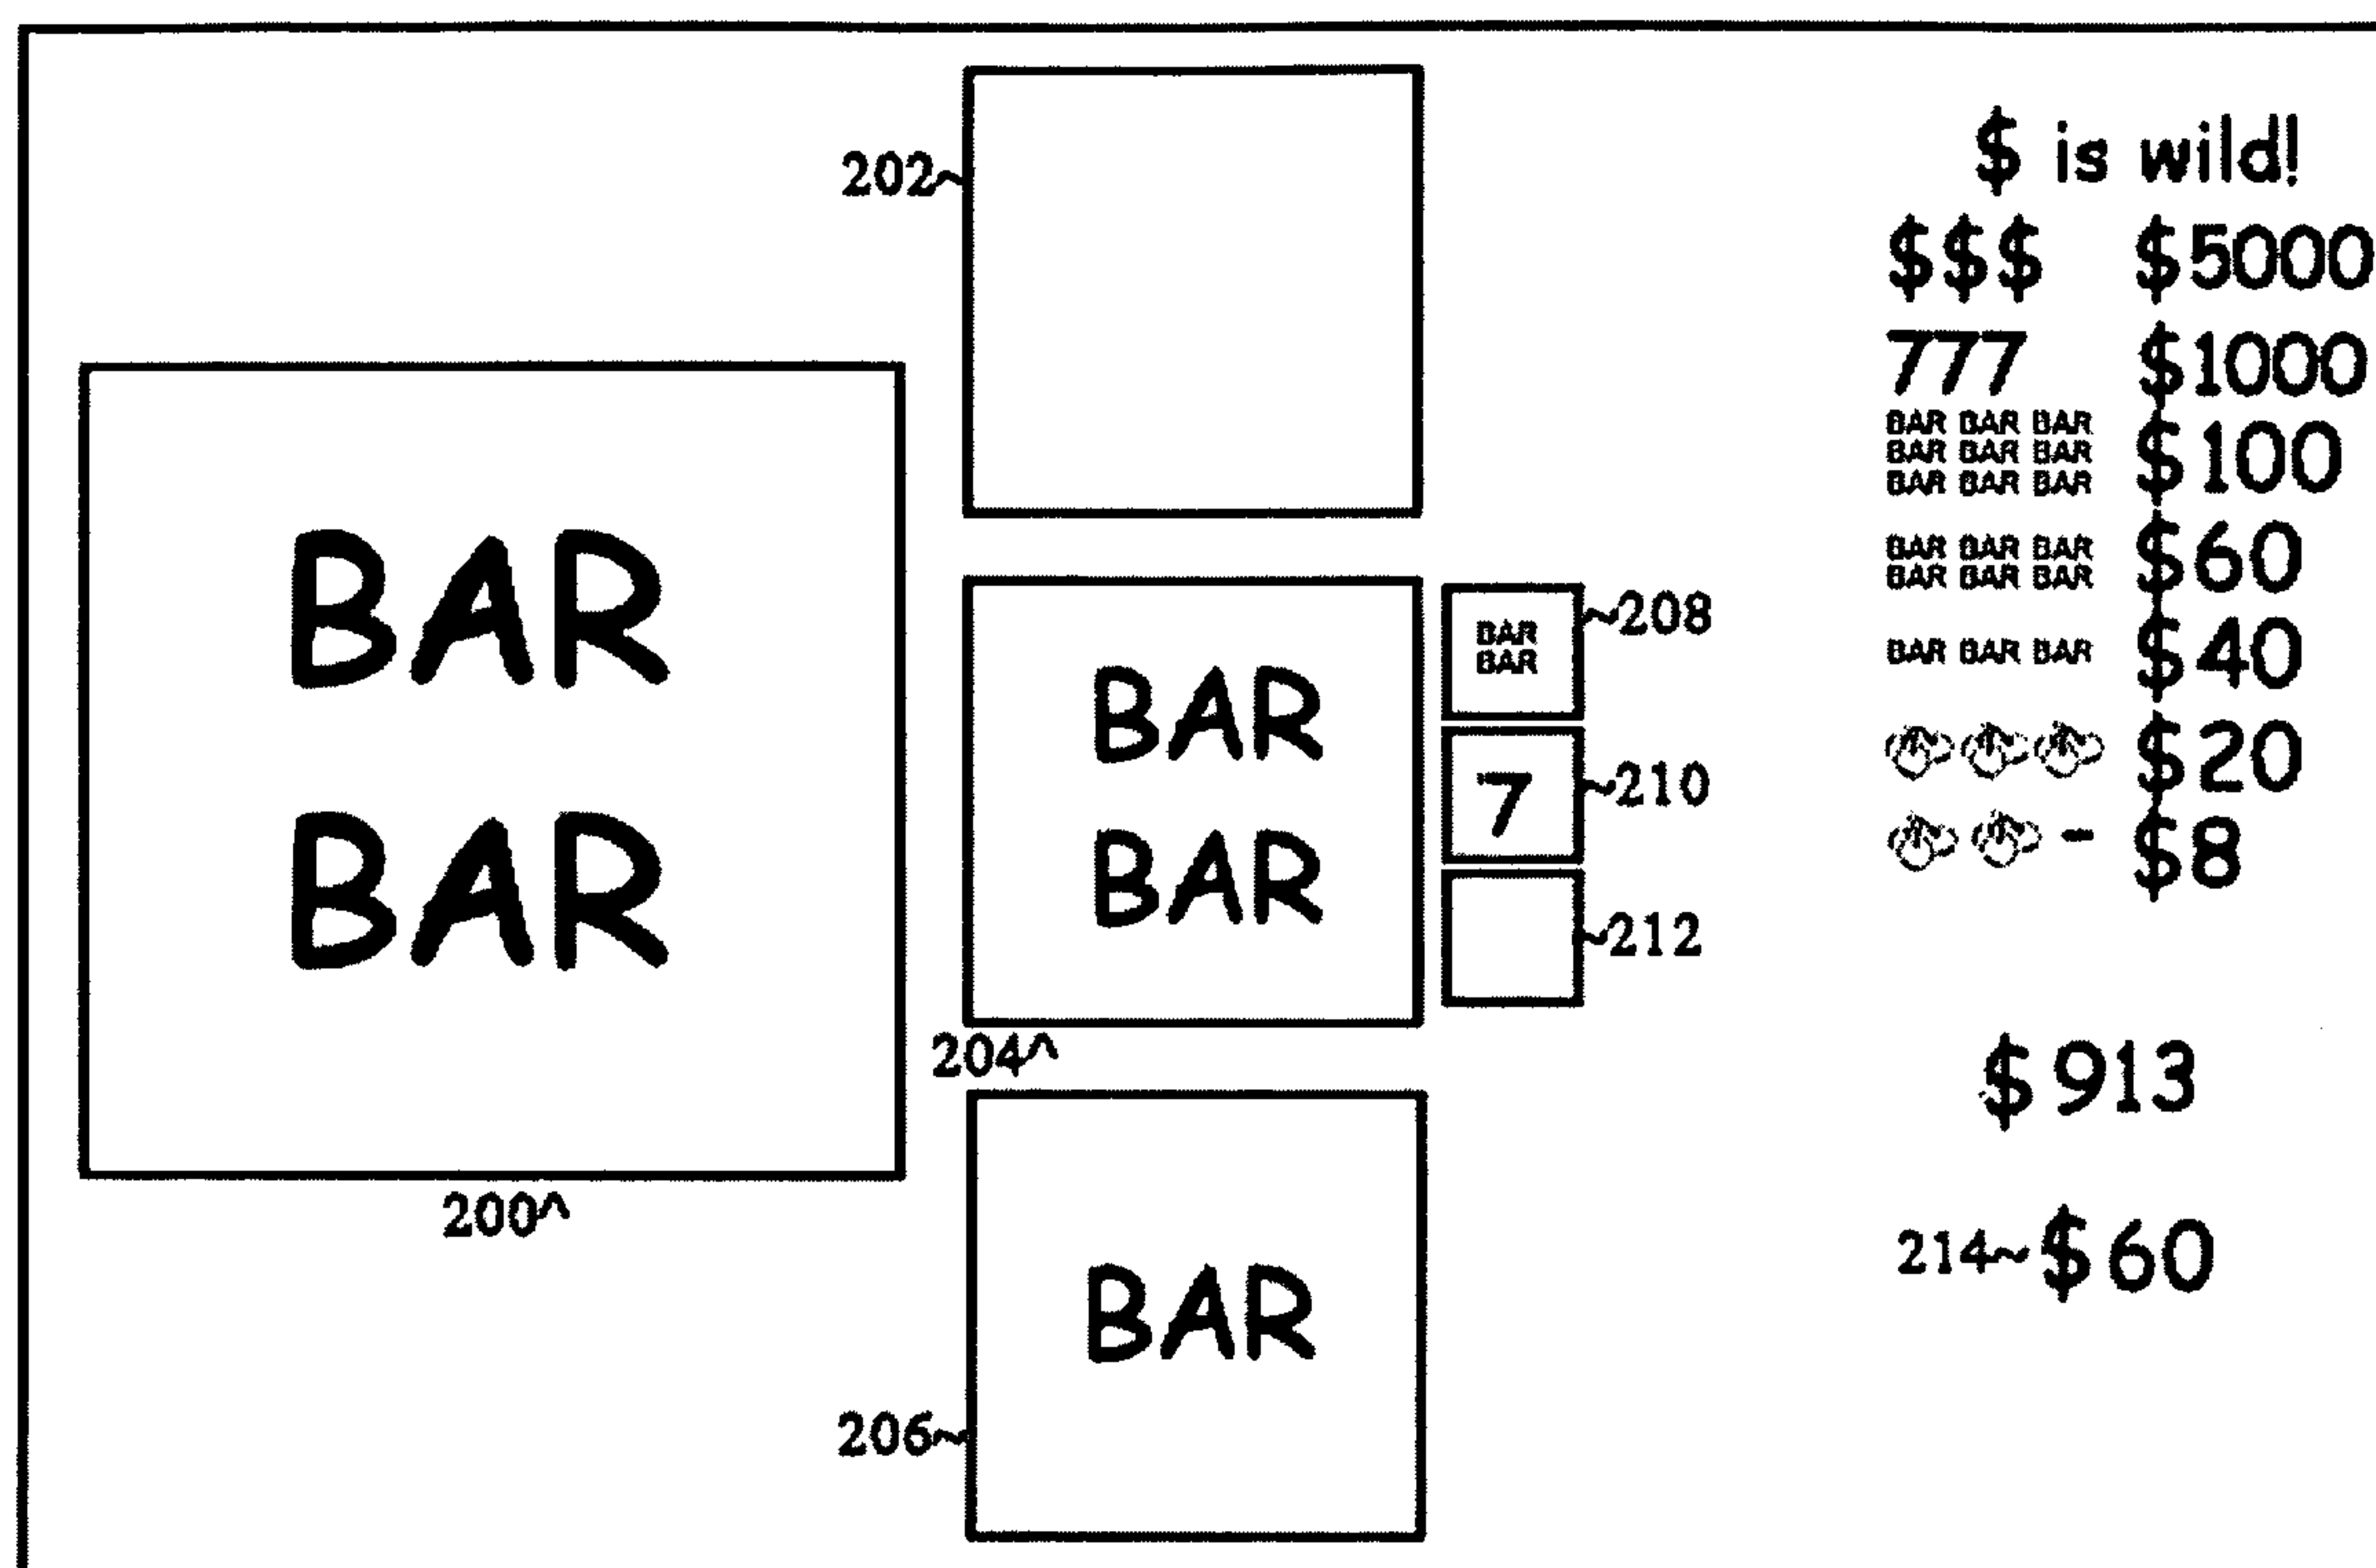 202~
BAR
BAR
200^
BAR
BAR
204^
BAR
206~
BAR
BAR
~208
7
~210
~212
$ is wild!
$$$ $5000
777 $1000
BAR BAR BAR
BAR BAR BAR $100
BAR BAR BAR
BAR BAR BAR $60
BAR BAR BAR
BAR BAR BAR $40
$20
- $8
$913
214~$60